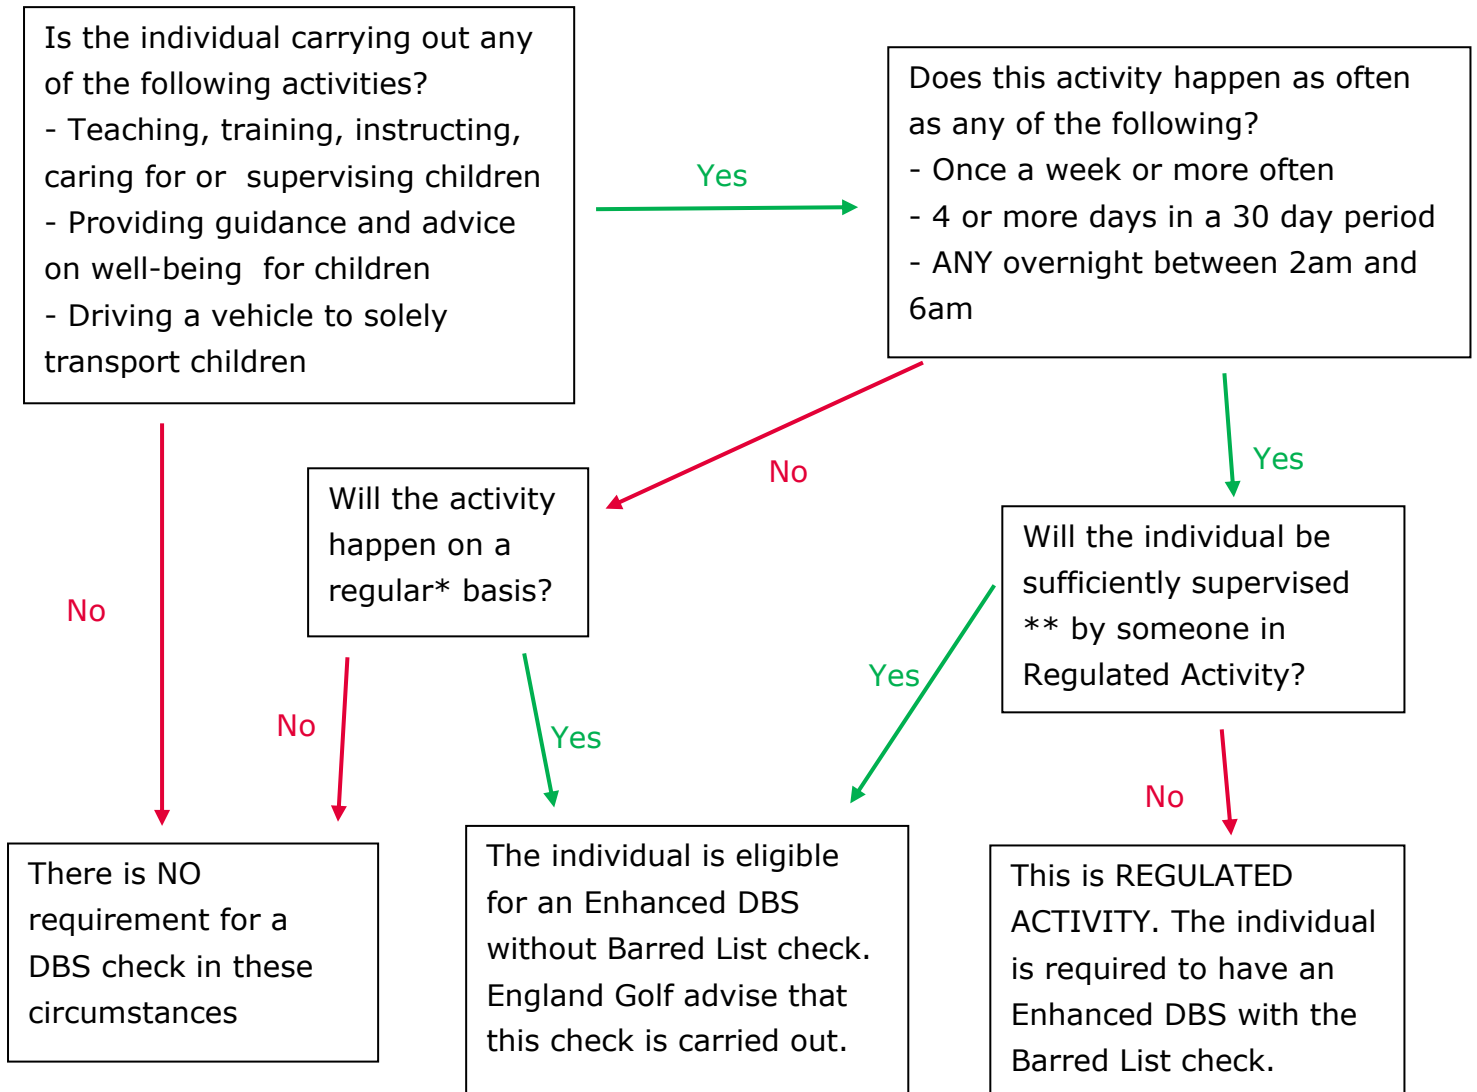 Is the individual carrying out any
of the following activities?
- Teaching, training, instructing,
caring for or  supervising children
- Providing guidance and advice
on well-being  for children
- Driving a vehicle to solely
transport children
Yes
Does this activity happen as often
as any of the following?
- Once a week or more often
- 4 or more days in a 30 day period
- ANY overnight between 2am and
6am
No
No
Yes
Will the activity
happen on a
regular* basis?
Will the individual be
sufficiently supervised
** by someone in
Regulated Activity?
No
Yes
Yes
No
There is NO
requirement for a
DBS check in these
circumstances
The individual is eligible
for an Enhanced DBS
without Barred List check.
England Golf advise that
this check is carried out.
This is REGULATED
ACTIVITY. The individual
is required to have an
Enhanced DBS with the
Barred List check.